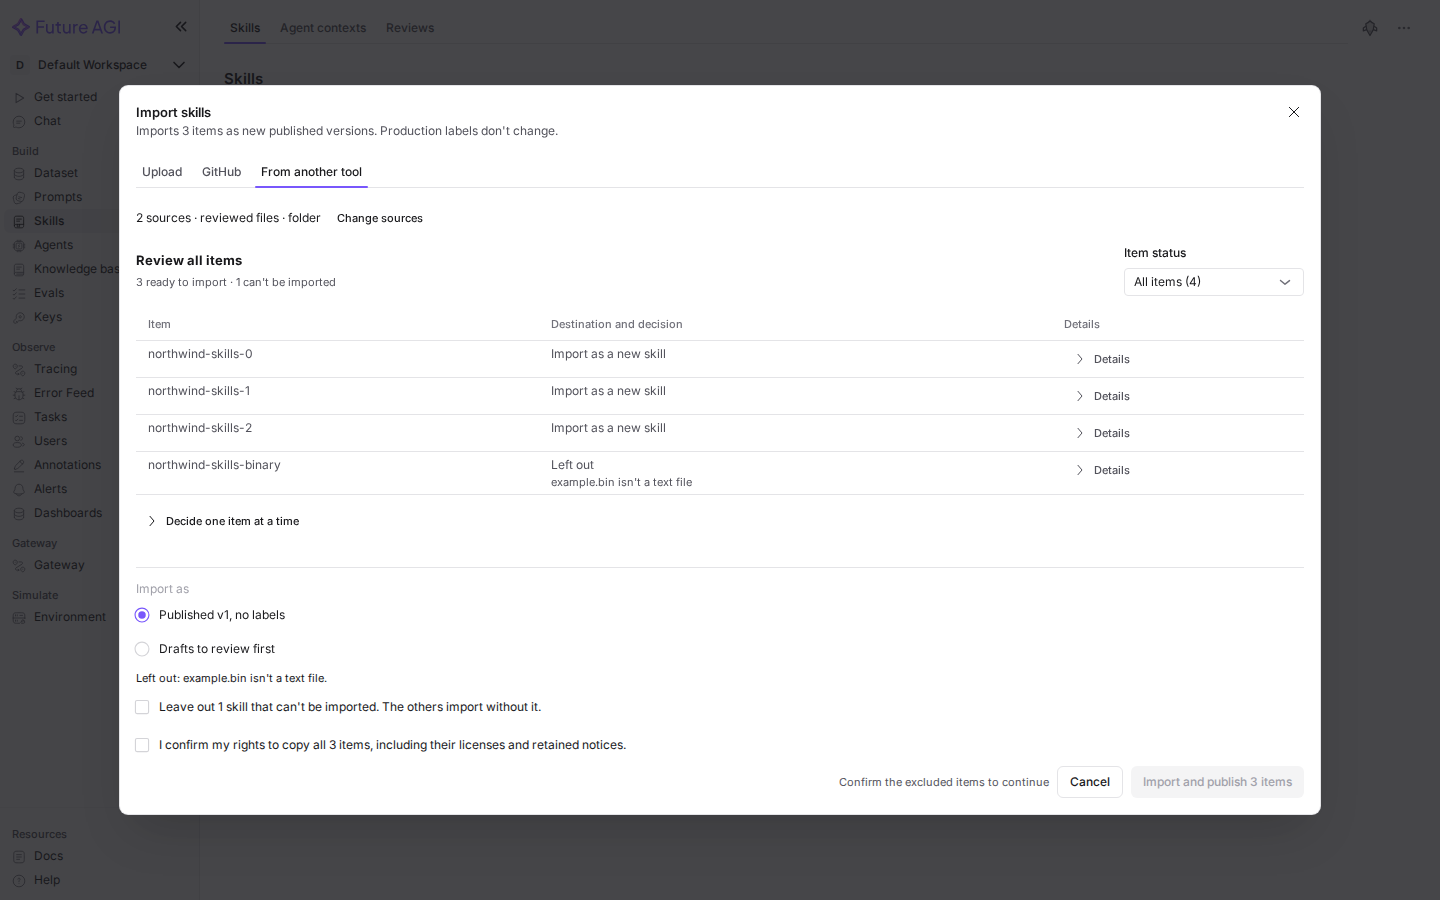 Future AGI
Skills
Agent contexts
Reviews
D
Default Workspace
Skills
Get started
Chat
Build
Dataset
Prompts
Skills
Agents
Knowledge bas
Evals
Keys
Observe
Tracing
Error Feed
Tasks
Users
Annotations
Alerts
Dashboards
Gateway
Gateway
Simulate
Environment
Resources
Docs
Help
Import skills
Imports 3 items as new published versions. Production labels don't change.
Upload
GitHub
From another tool
2 sources · reviewed files · folder
Change sources
Review all items
3 ready to import · 1 can't be imported
Item status
All items (4)
Item
Destination and decision
Details
northwind-skills-0
Import as a new skill
Details
northwind-skills-1
Import as a new skill
Details
northwind-skills-2
Import as a new skill
Details
northwind-skills-binary
Left out
example.bin isn't a text file
Details
Decide one item at a time
Import as
Published v1, no labels
Drafts to review first
Left out: example.bin isn't a text file.
Leave out 1 skill that can't be imported. The others import without it.
I confirm my rights to copy all 3 items, including their licenses and retained notices.
Confirm the excluded items to continue
Cancel
Import and publish 3 items